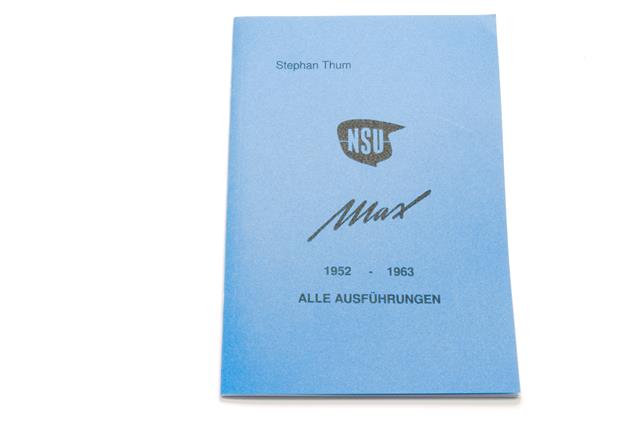 Stephan Thum
NSU
Max
1952 - 1963
ALLE AUSFÜHRUNGEN